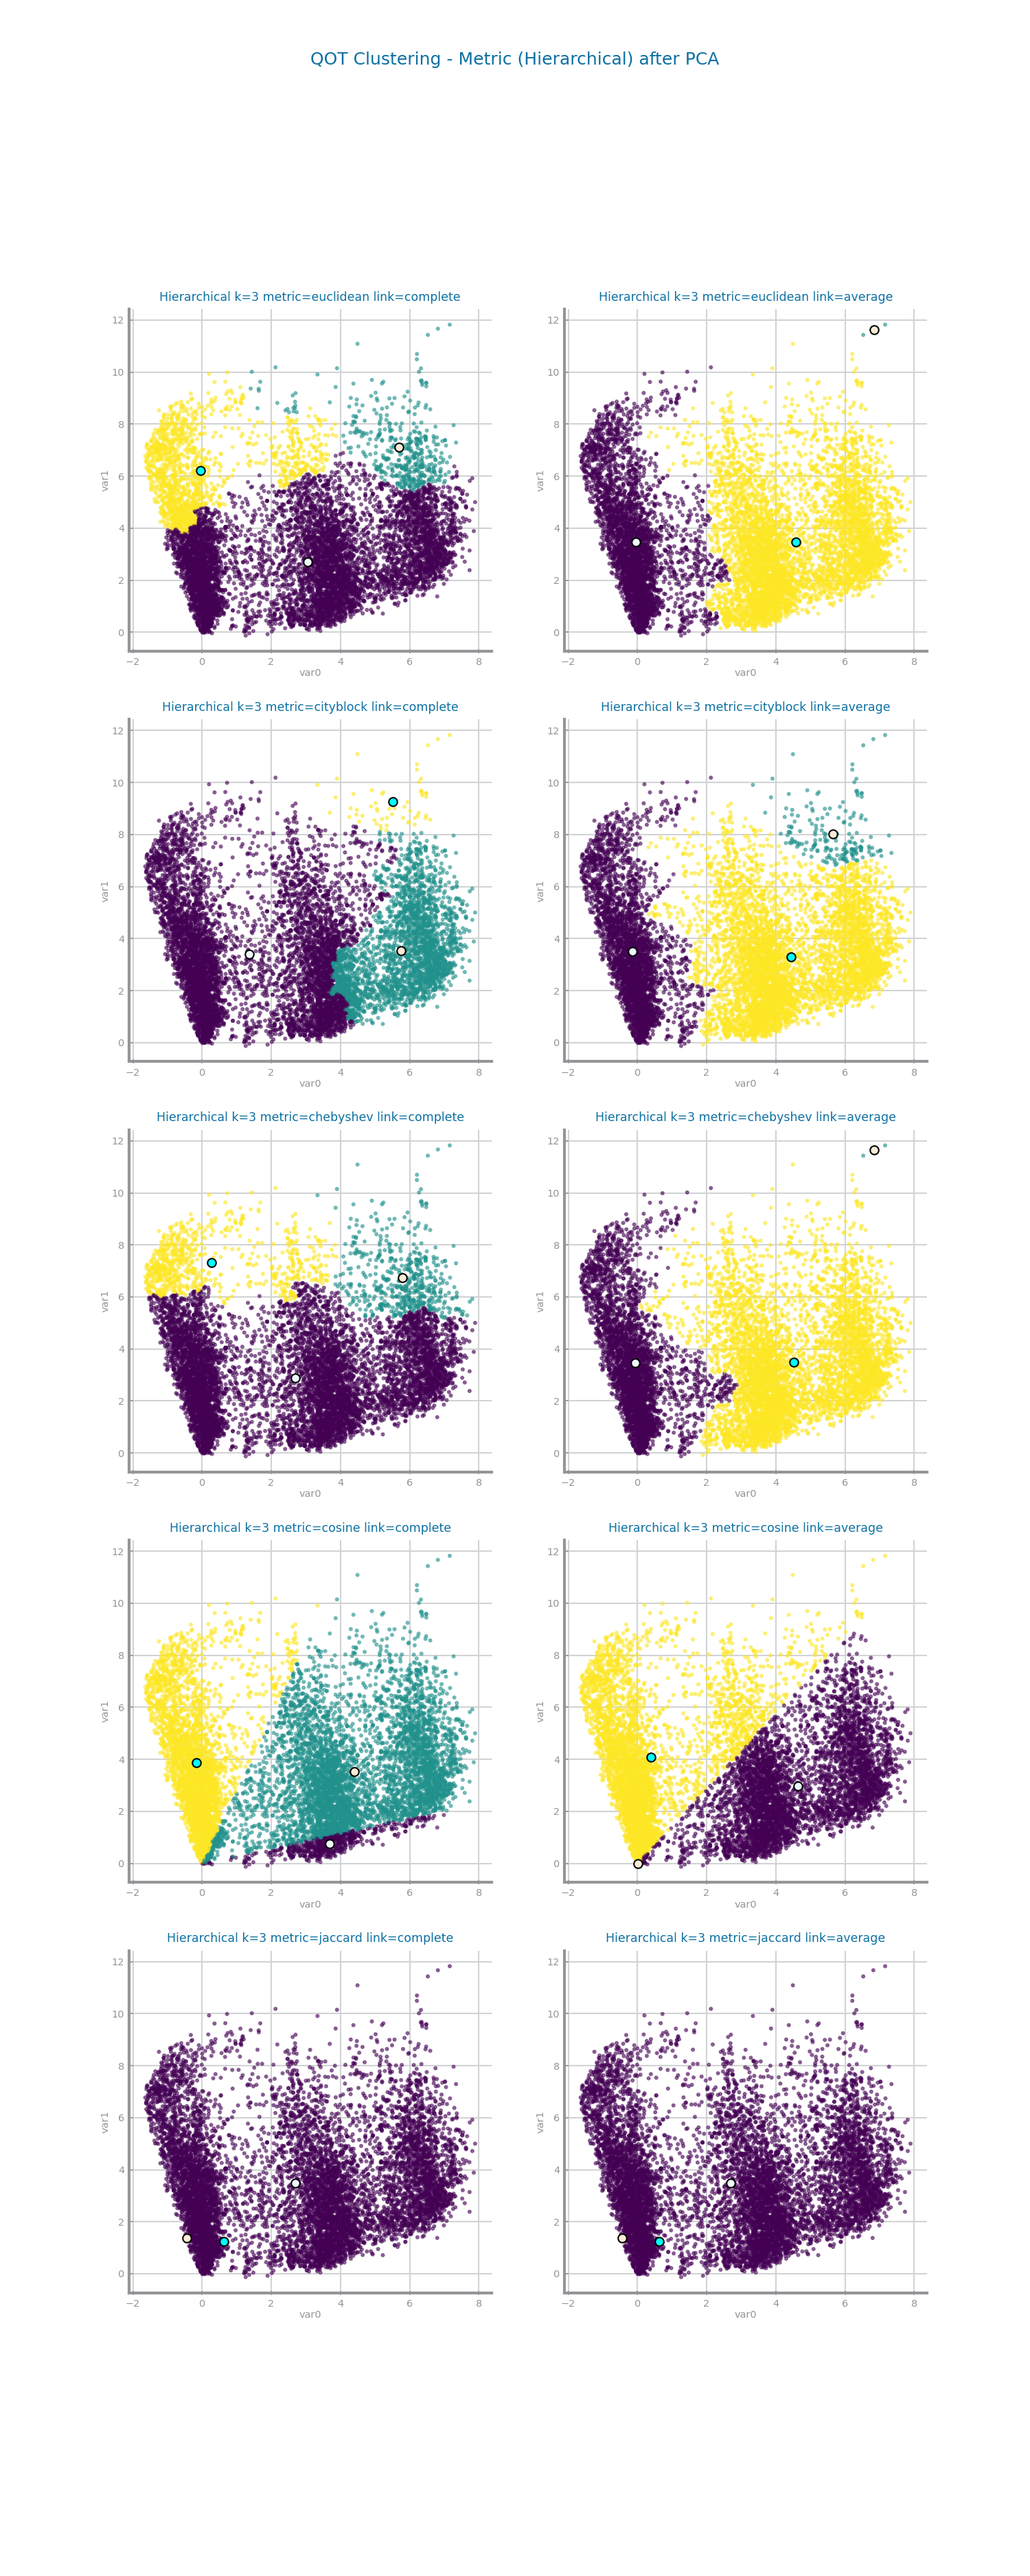 QOT Clustering - Metric (Hierarchical) after PCA
Hierarchical k=3 metric=euclidean link=complete
12
10
8
6
4
2
0
var1
−2 0 2 4 6 8
var0
Hierarchical k=3 metric=euclidean link=average
12
10
8
6
4
2
0
var1
−2 0 2 4 6 8
var0
Hierarchical k=3 metric=cityblock link=complete
12
10
8
6
4
2
0
var1
−2 0 2 4 6 8
var0
Hierarchical k=3 metric=cityblock link=average
12
10
8
6
4
2
0
var1
−2 0 2 4 6 8
var0
Hierarchical k=3 metric=chebyshev link=complete
12
10
8
6
4
2
0
var1
−2 0 2 4 6 8
var0
Hierarchical k=3 metric=chebyshev link=average
12
10
8
6
4
2
0
var1
−2 0 2 4 6 8
var0
Hierarchical k=3 metric=cosine link=complete
12
10
8
6
4
2
0
var1
−2 0 2 4 6 8
var0
Hierarchical k=3 metric=cosine link=average
12
10
8
6
4
2
0
var1
−2 0 2 4 6 8
var0
Hierarchical k=3 metric=jaccard link=complete
12
10
8
6
4
2
0
var1
−2 0 2 4 6 8
var0
Hierarchical k=3 metric=jaccard link=average
12
10
8
6
4
2
0
var1
−2 0 2 4 6 8
var0